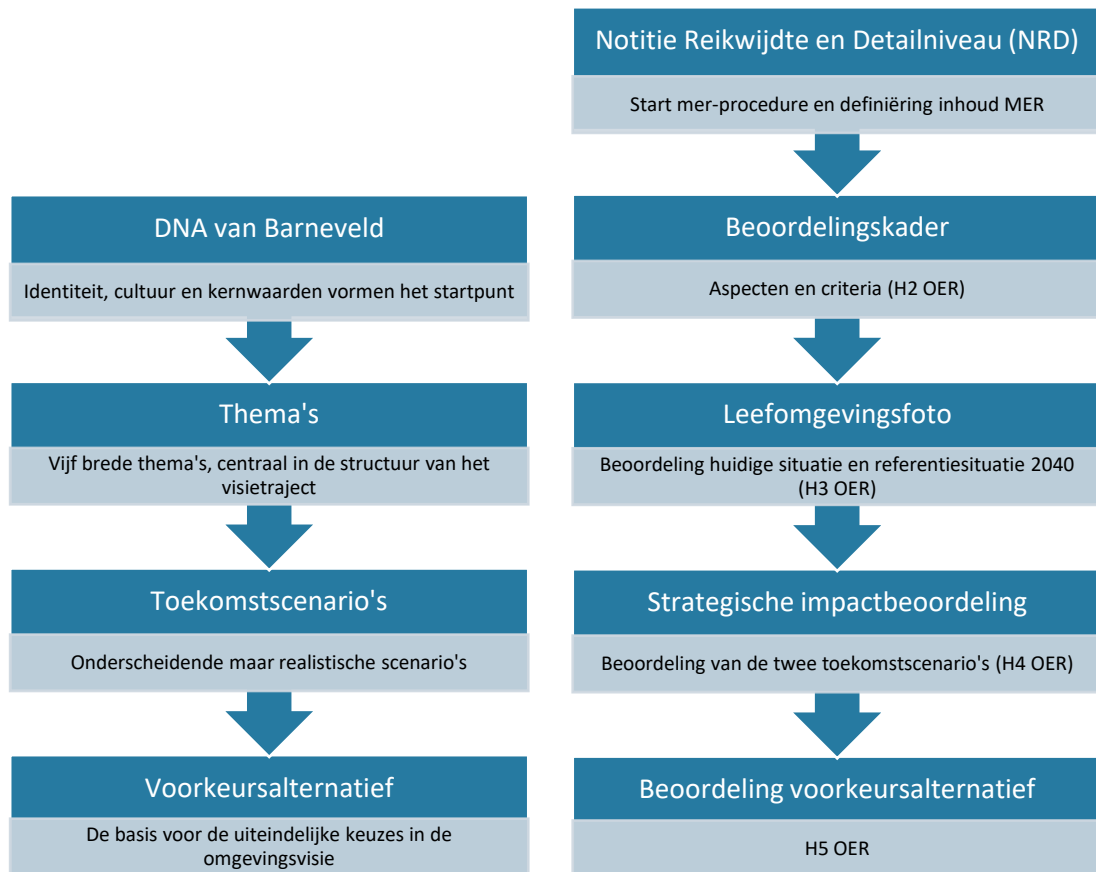 DNA van Barneveld
Identiteit, cultuur en kernwaarden vormen het startpunt
Thema's
Vijf brede thema's, centraal in de structuur van het
visietraject
Toekomstscenario's
Onderscheidende maar realistische scenario's
Voorkeursalternatief
De basis voor de uiteindelijke keuzes in de
omgevingsvisie
Notitie Reikwijdte en Detailniveau (NRD)
Start mer-procedure en definiëring inhoud MER
Beoordelingskader
Aspecten en criteria (H2 OER)
Leefomgevingsfoto
Beoordeling huidige situatie en referentiesituatie 2040
(H3 OER)
Strategische impactbeoordeling
Beoordeling van de twee toekomstscenario's (H4 OER)
Beoordeling voorkeursalternatief
H5 OER